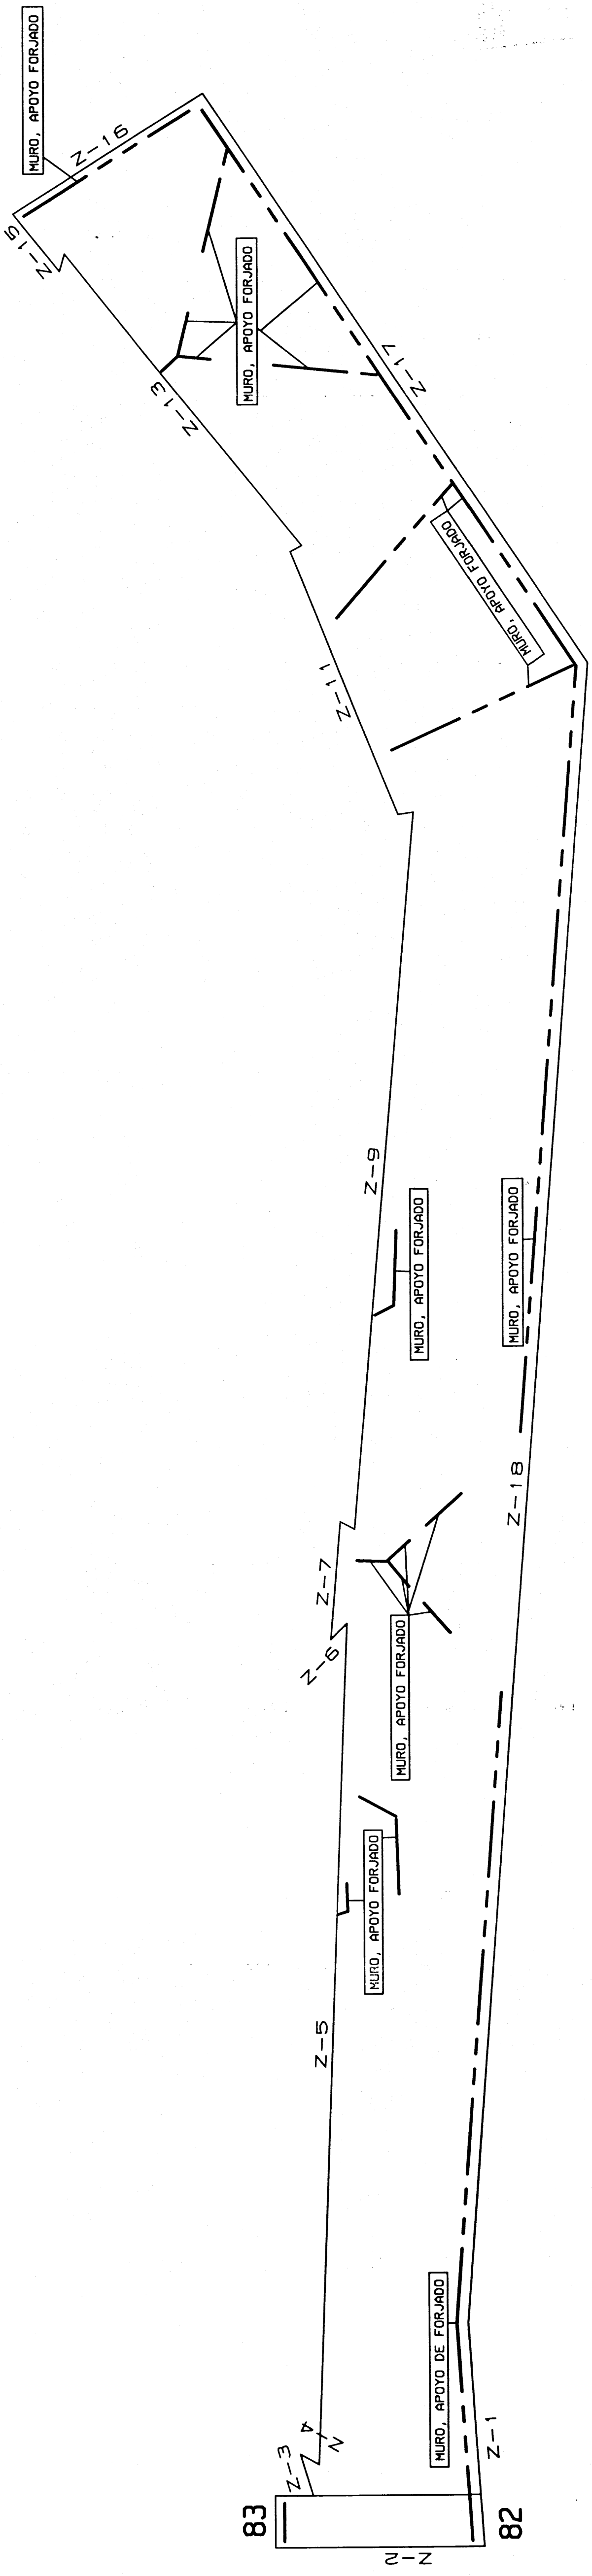 MURO, APOYO FORJADO
Z-16
Z-15
MURO, APOYO FORJADO
Z-13
Z-17
MURO, APOYO FORJADO
Z-11
Z-9
MURO, APOYO FORJADO
MURO, APOYO FORJADO
Z-18
Z-7
Z-6
MURO, APOYO FORJADO
MURO, APOYO FORJADO
Z-5
MURO, APOYO DE FORJADO
Z-4
Z-3
Z-1
83
82
Z-2